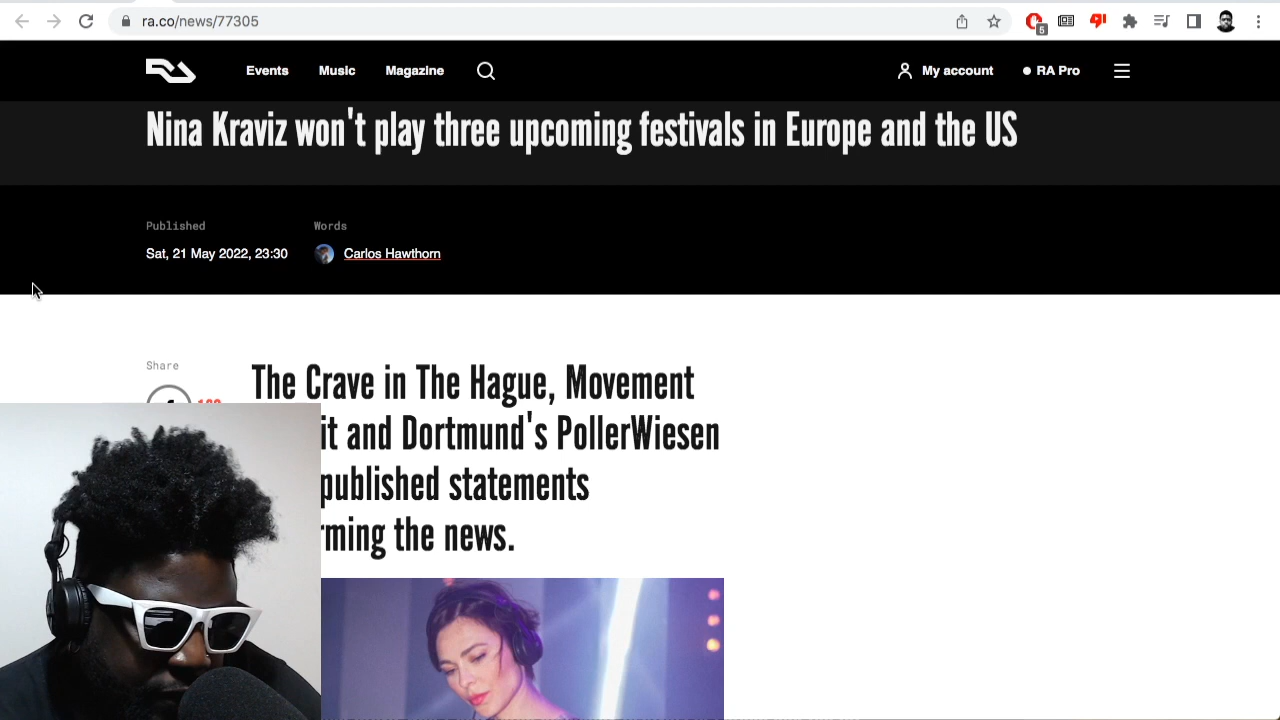 ra.co/news/77305
5
Events Music Magazine My account RA Pro
Nina Kraviz won't play three upcoming festivals in Europe and the US
Published Words
Sat, 21 May 2022, 23:30 Carlos Hawthorn
Share
The Crave in The Hague, Movement
it and Dortmund's PollerWiesen
published statements
rming the news.